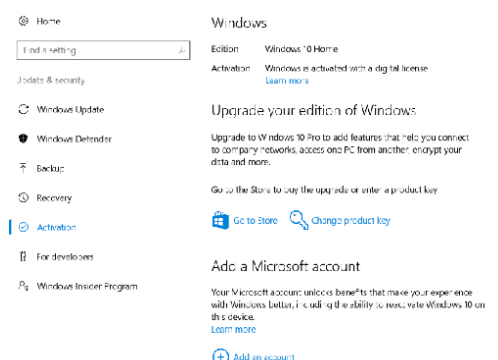 Home
Find a setting
Update & security
Windows Update
Windows Defender
Backup
Recovery
Activation
For developers
Windows Insider Program
Windows
Edition Windows 10 Home
Activation Windows is activated with a digital license
Learn more
Upgrade your edition of Windows
Upgrade to Windows 10 Pro to add features that help you connect
to company networks, access one PC from another, encrypt your
data and more.
Go to the Store to buy the upgrade or enter a product key
Go to Store Change product key
Add a Microsoft account
Your Microsoft account unlocks benefits that make your experience
with Windows better, including the ability to reactivate Windows 10 on
this device.
Learn more
Add an account